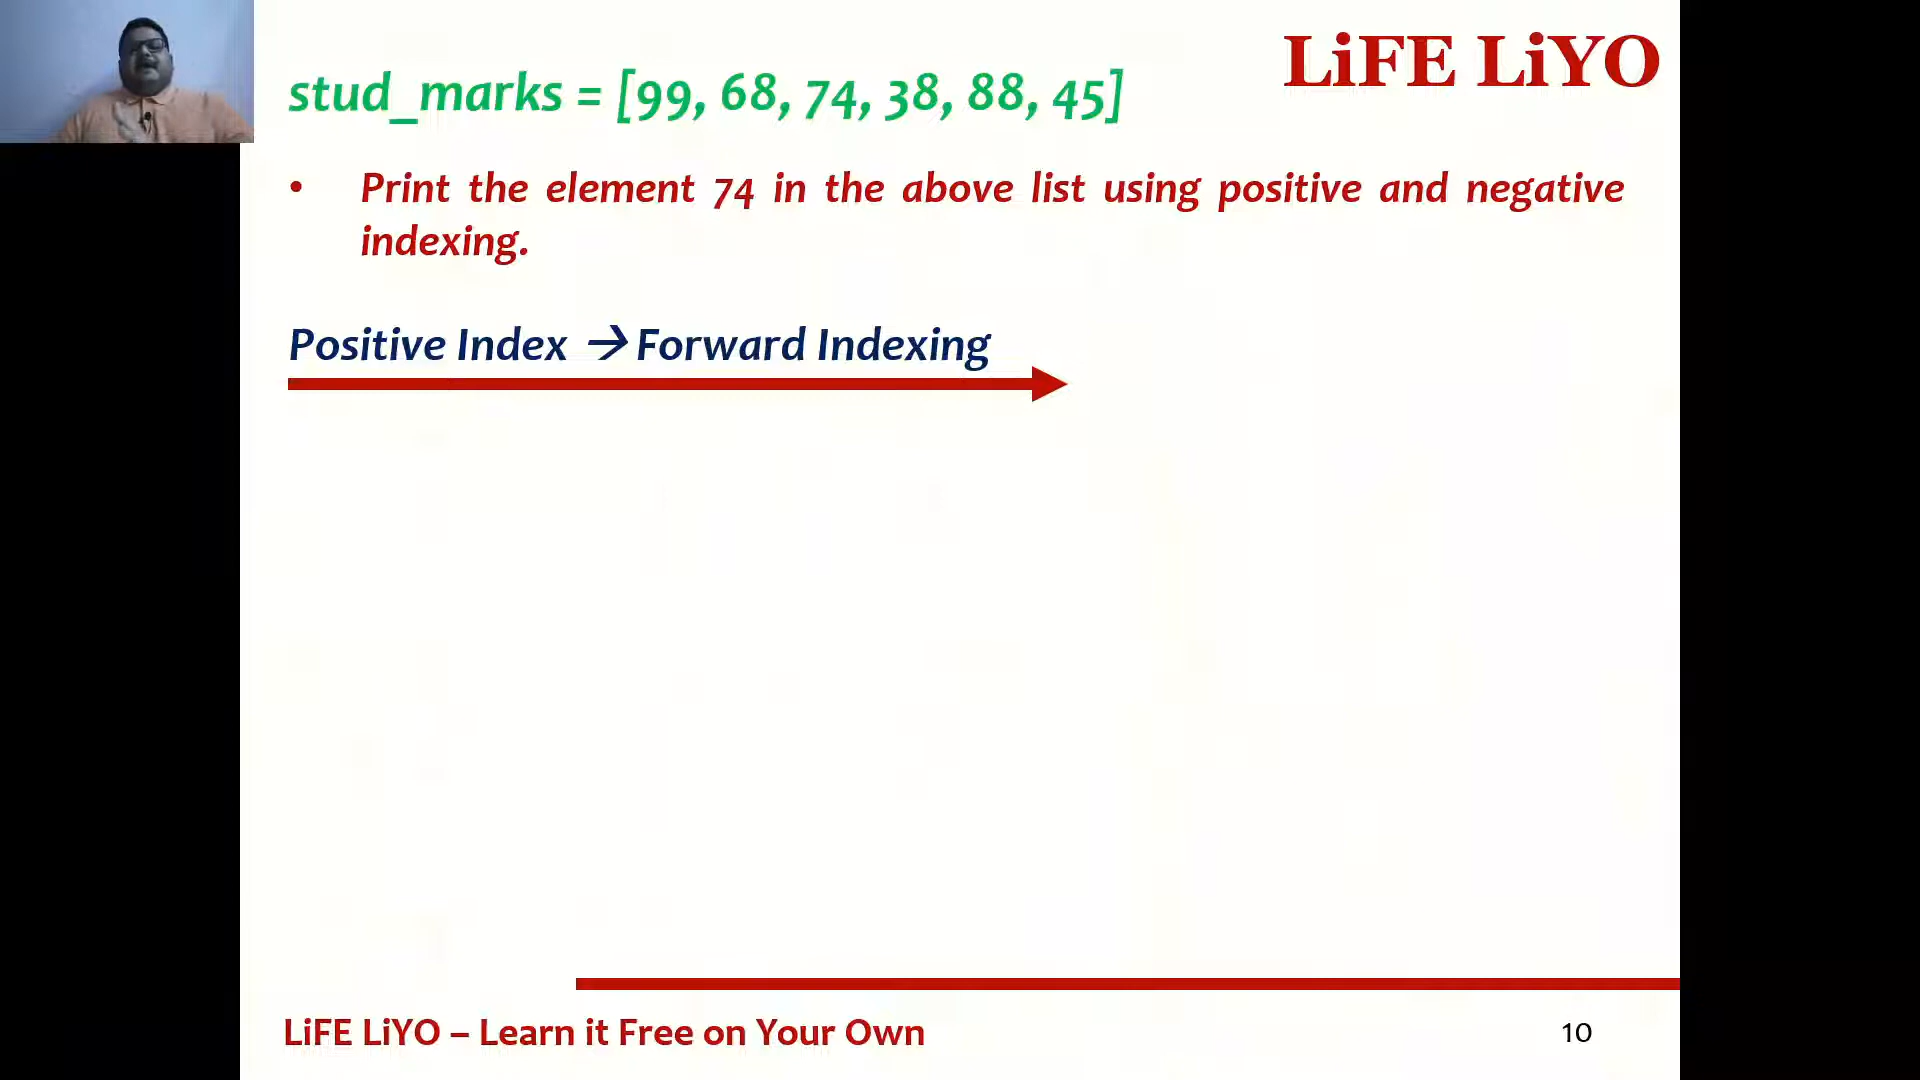 LiFE LiYO
stud_marks = [99, 68, 74, 38, 88, 45]
• Print the element 74 in the above list using positive and negative
indexing.
Positive Index → Forward Indexing
LiFE LiYO – Learn it Free on Your Own
10